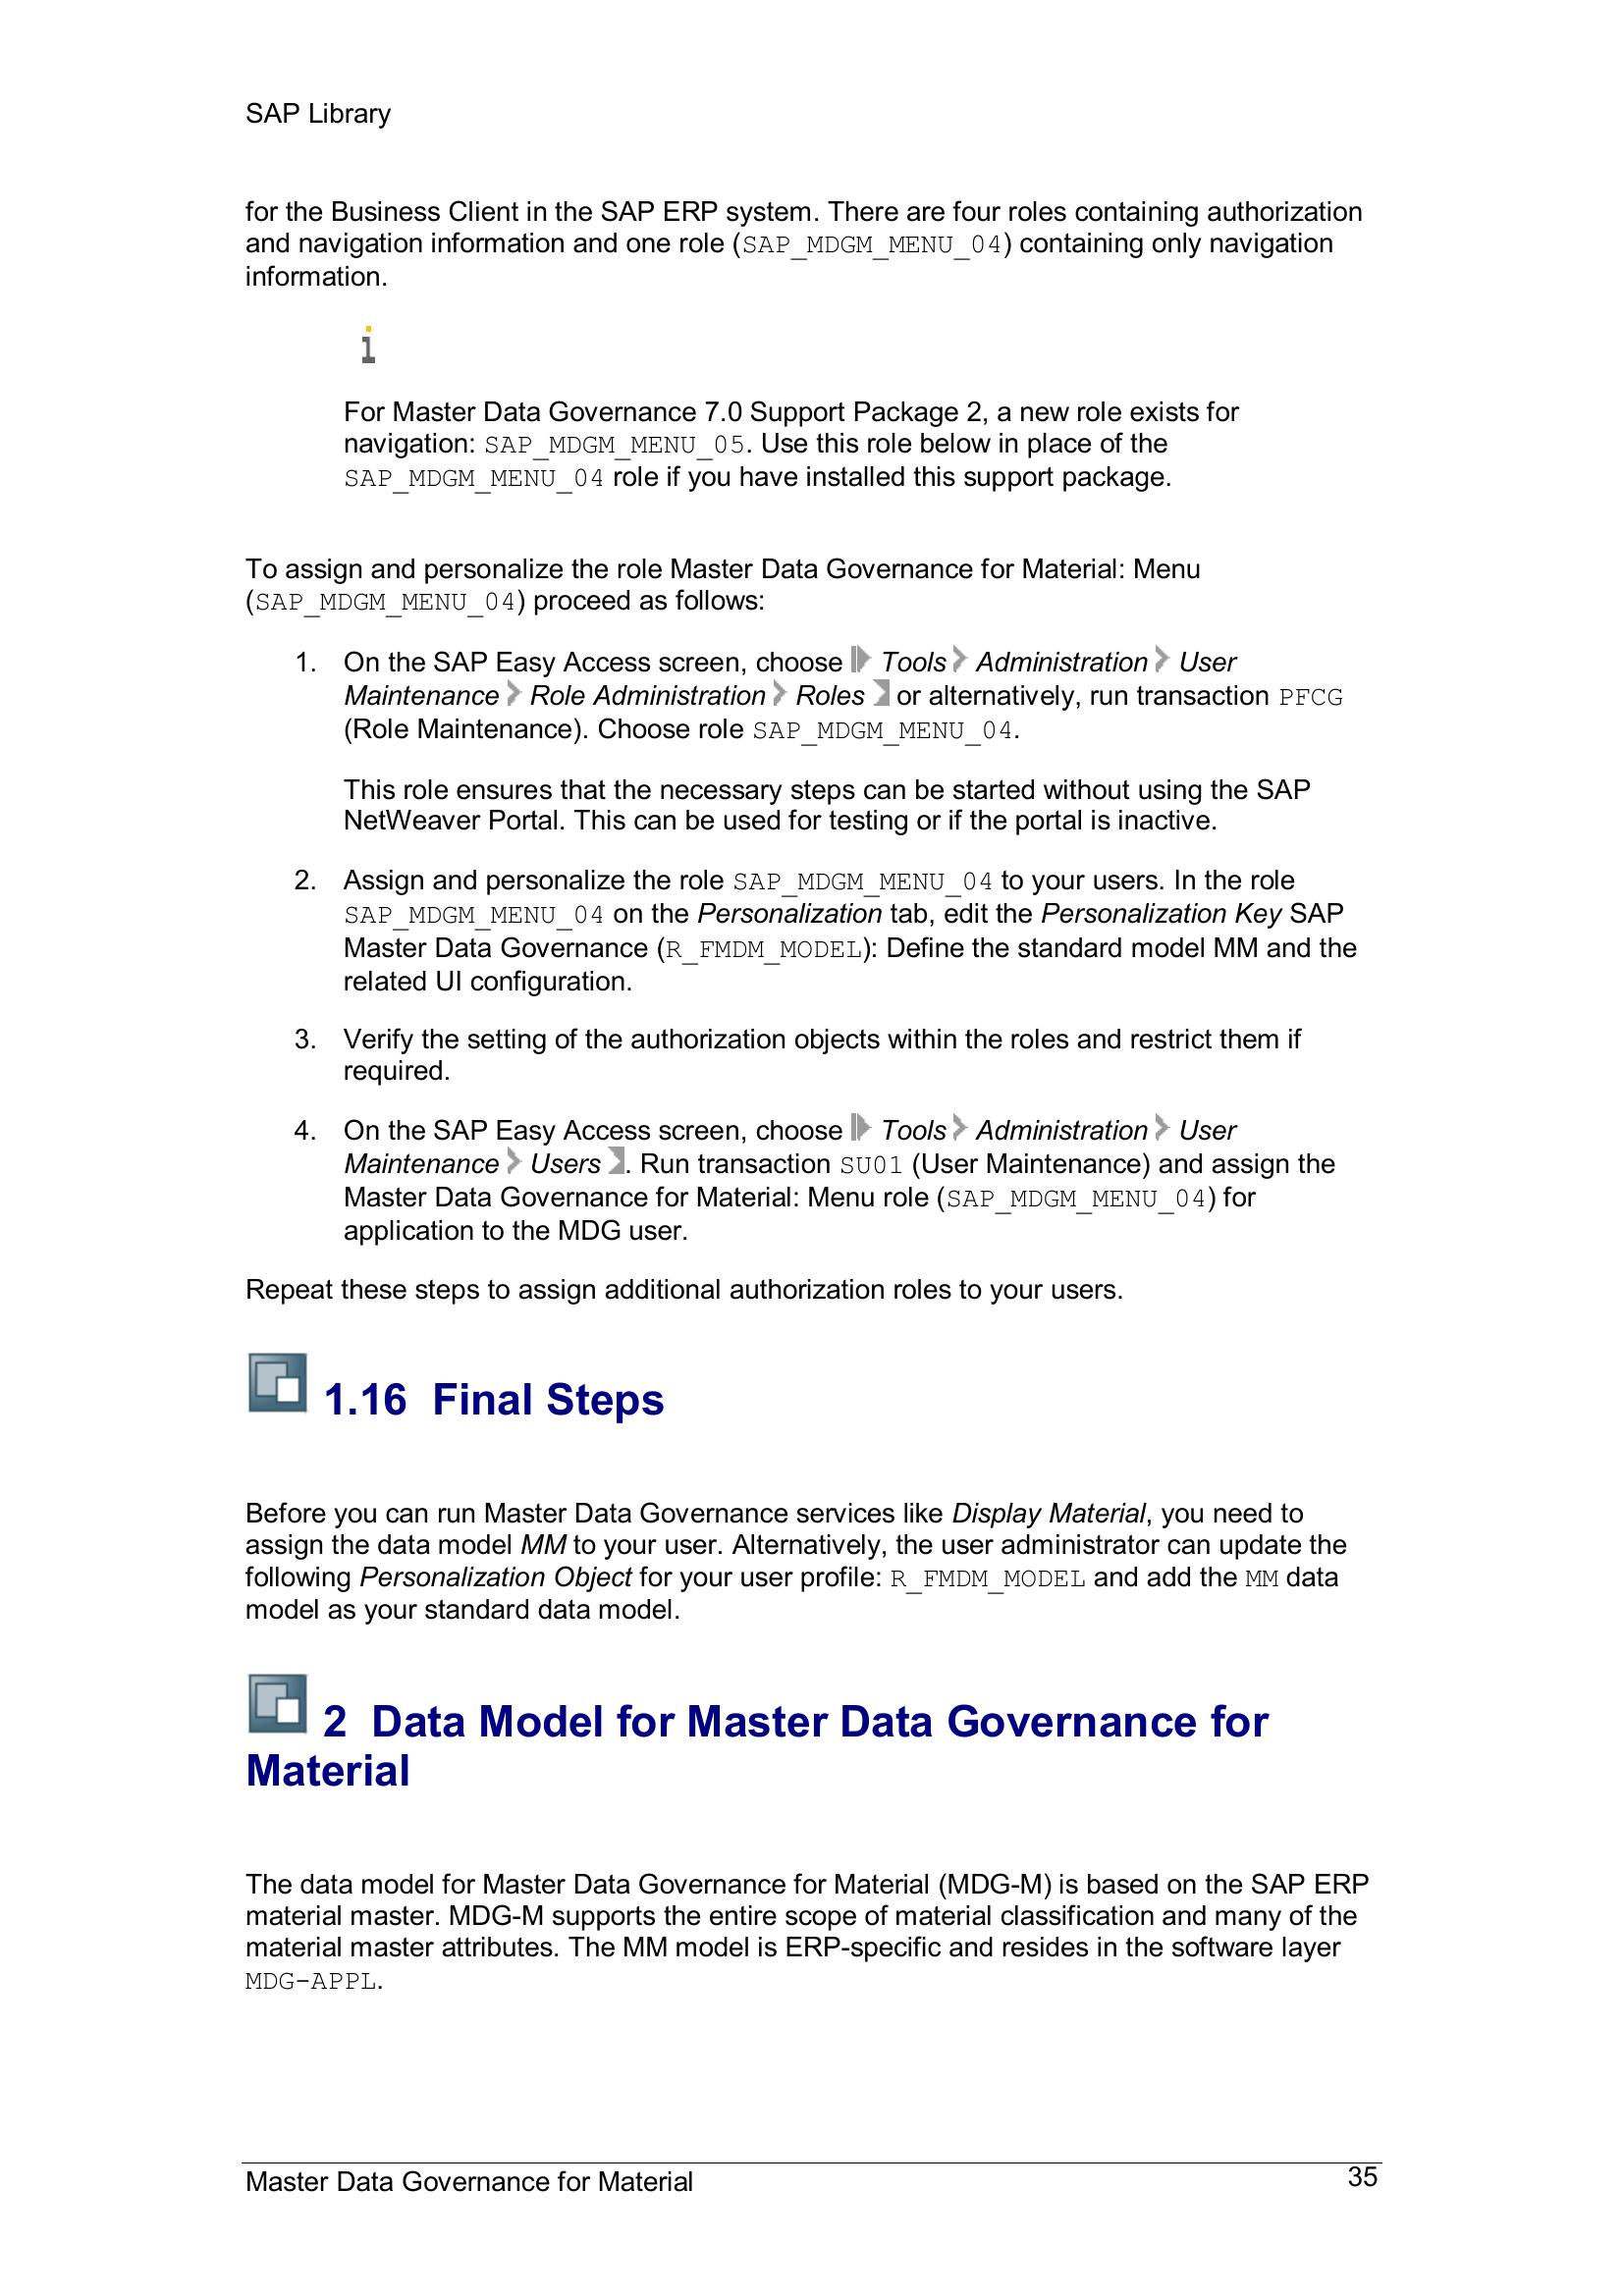 SAP Library
for the Business Client in the SAP ERP system. There are four roles containing authorization
and navigation information and one role (SAP_MDGM_MENU_04) containing only navigation
information.
i
For Master Data Governance 7.0 Support Package 2, a new role exists for
navigation: SAP_MDGM_MENU_05. Use this role below in place of the
SAP_MDGM_MENU_04 role if you have installed this support package.
To assign and personalize the role Master Data Governance for Material: Menu
(SAP_MDGM_MENU_04) proceed as follows:
1. On the SAP Easy Access screen, choose Tools Administration User
Maintenance Role Administration Roles or alternatively, run transaction PFCG
(Role Maintenance). Choose role SAP_MDGM_MENU_04.
This role ensures that the necessary steps can be started without using the SAP
NetWeaver Portal. This can be used for testing or if the portal is inactive.
2. Assign and personalize the role SAP_MDGM_MENU_04 to your users. In the role
SAP_MDGM_MENU_04 on the Personalization tab, edit the Personalization Key SAP
Master Data Governance (R_FMDM_MODEL): Define the standard model MM and the
related UI configuration.
3. Verify the setting of the authorization objects within the roles and restrict them if
required.
4. On the SAP Easy Access screen, choose Tools Administration User
Maintenance Users . Run transaction SU01 (User Maintenance) and assign the
Master Data Governance for Material: Menu role (SAP_MDGM_MENU_04) for
application to the MDG user.
Repeat these steps to assign additional authorization roles to your users.
1.16 Final Steps
Before you can run Master Data Governance services like Display Material, you need to
assign the data model MM to your user. Alternatively, the user administrator can update the
following Personalization Object for your user profile: R_FMDM_MODEL and add the MM data
model as your standard data model.
2 Data Model for Master Data Governance for
Material
The data model for Master Data Governance for Material (MDG-M) is based on the SAP ERP
material master. MDG-M supports the entire scope of material classification and many of the
material master attributes. The MM model is ERP-specific and resides in the software layer
MDG-APPL.
Master Data Governance for Material 35